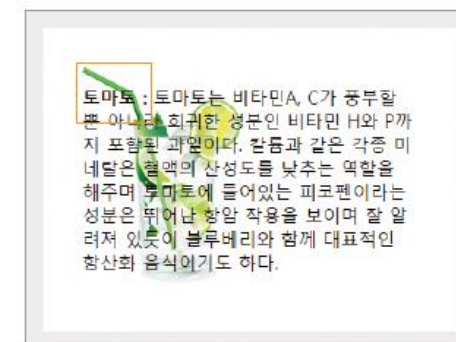 토마토 : 토마토는 비타민A, C가 풍부할
뿐 아니라 희귀한 성분인 비타민 H와 P까
지 포함된 과일이다. 칼륨과 같은 각종 미
네랄은 혈액의 산성도를 낮추는 역할을
해주며 토마토에 들어있는 피코펜이라는
성분은 뛰어난 항암 작용을 보이며 잘 알
려져 있듯이 블루베리와 함께 대표적인
항산화 음식이기도 하다.